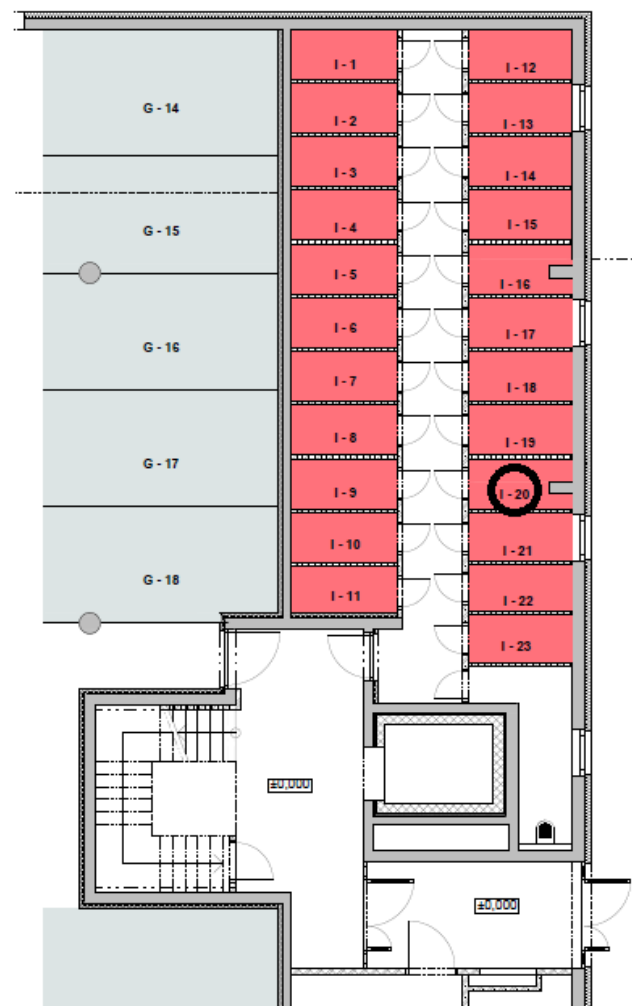 G - 14
G - 15
G - 16
G - 17
G - 18
I - 1
I - 2
I - 3
I - 4
I - 5
I - 6
I - 7
I - 8
I - 9
I - 10
I - 11
I - 12
I - 13
I - 14
I - 15
I - 16
I - 17
I - 18
I - 19
I - 20
I - 21
I - 22
I - 23
±0,000
±0,000